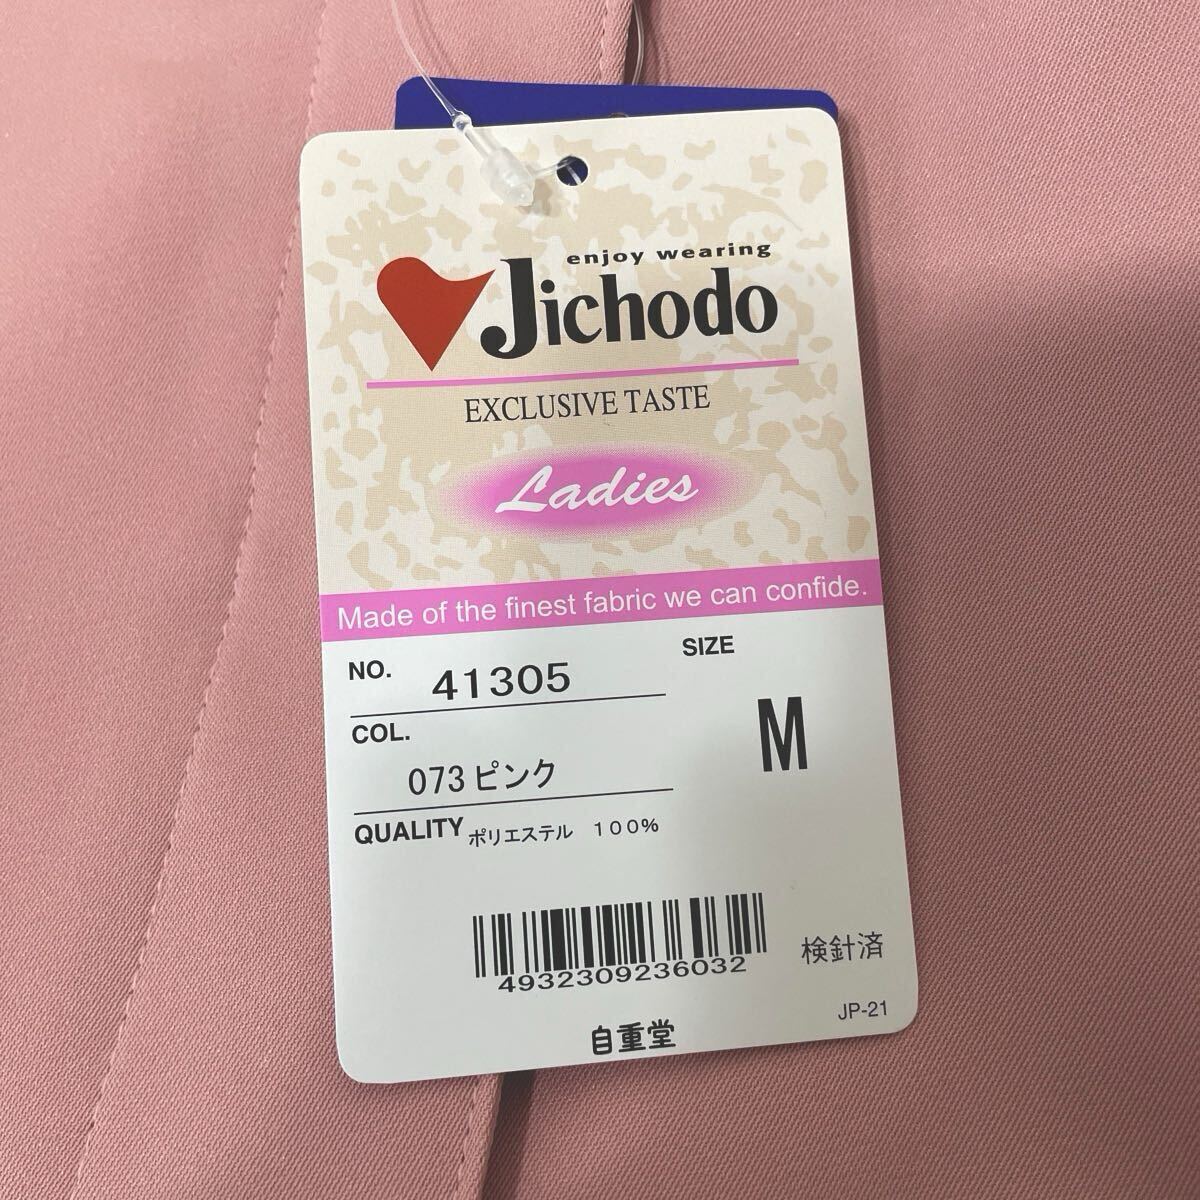 enjoy wearing
Jichodo
EXCLUSIVE TASTE
Ladies
Made of the finest fabric we can confide.
NO. 41305
SIZE
M
COL.
073 ピンク
QUALITY ポリエステル 100%
4932309236032
検針済
自重堂
JP-21